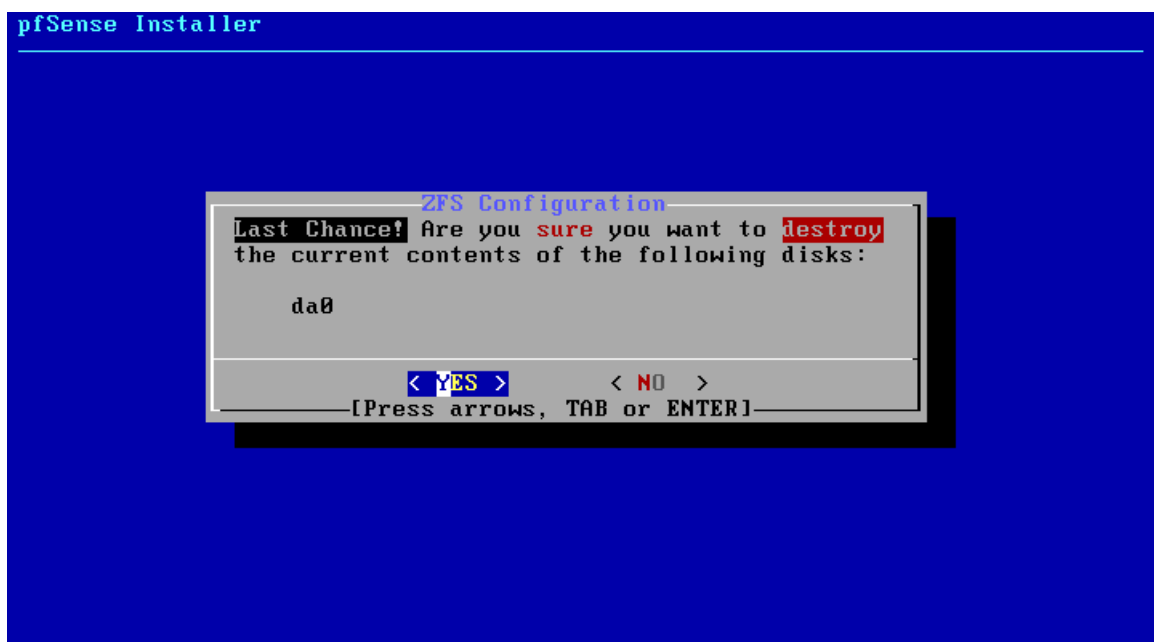 pfSense Installer
ZFS Configuration
Last Chance! Are you sure you want to destroy
the current contents of the following disks:
da0
< YES > < NO >
[Press arrows, TAB or ENTER]